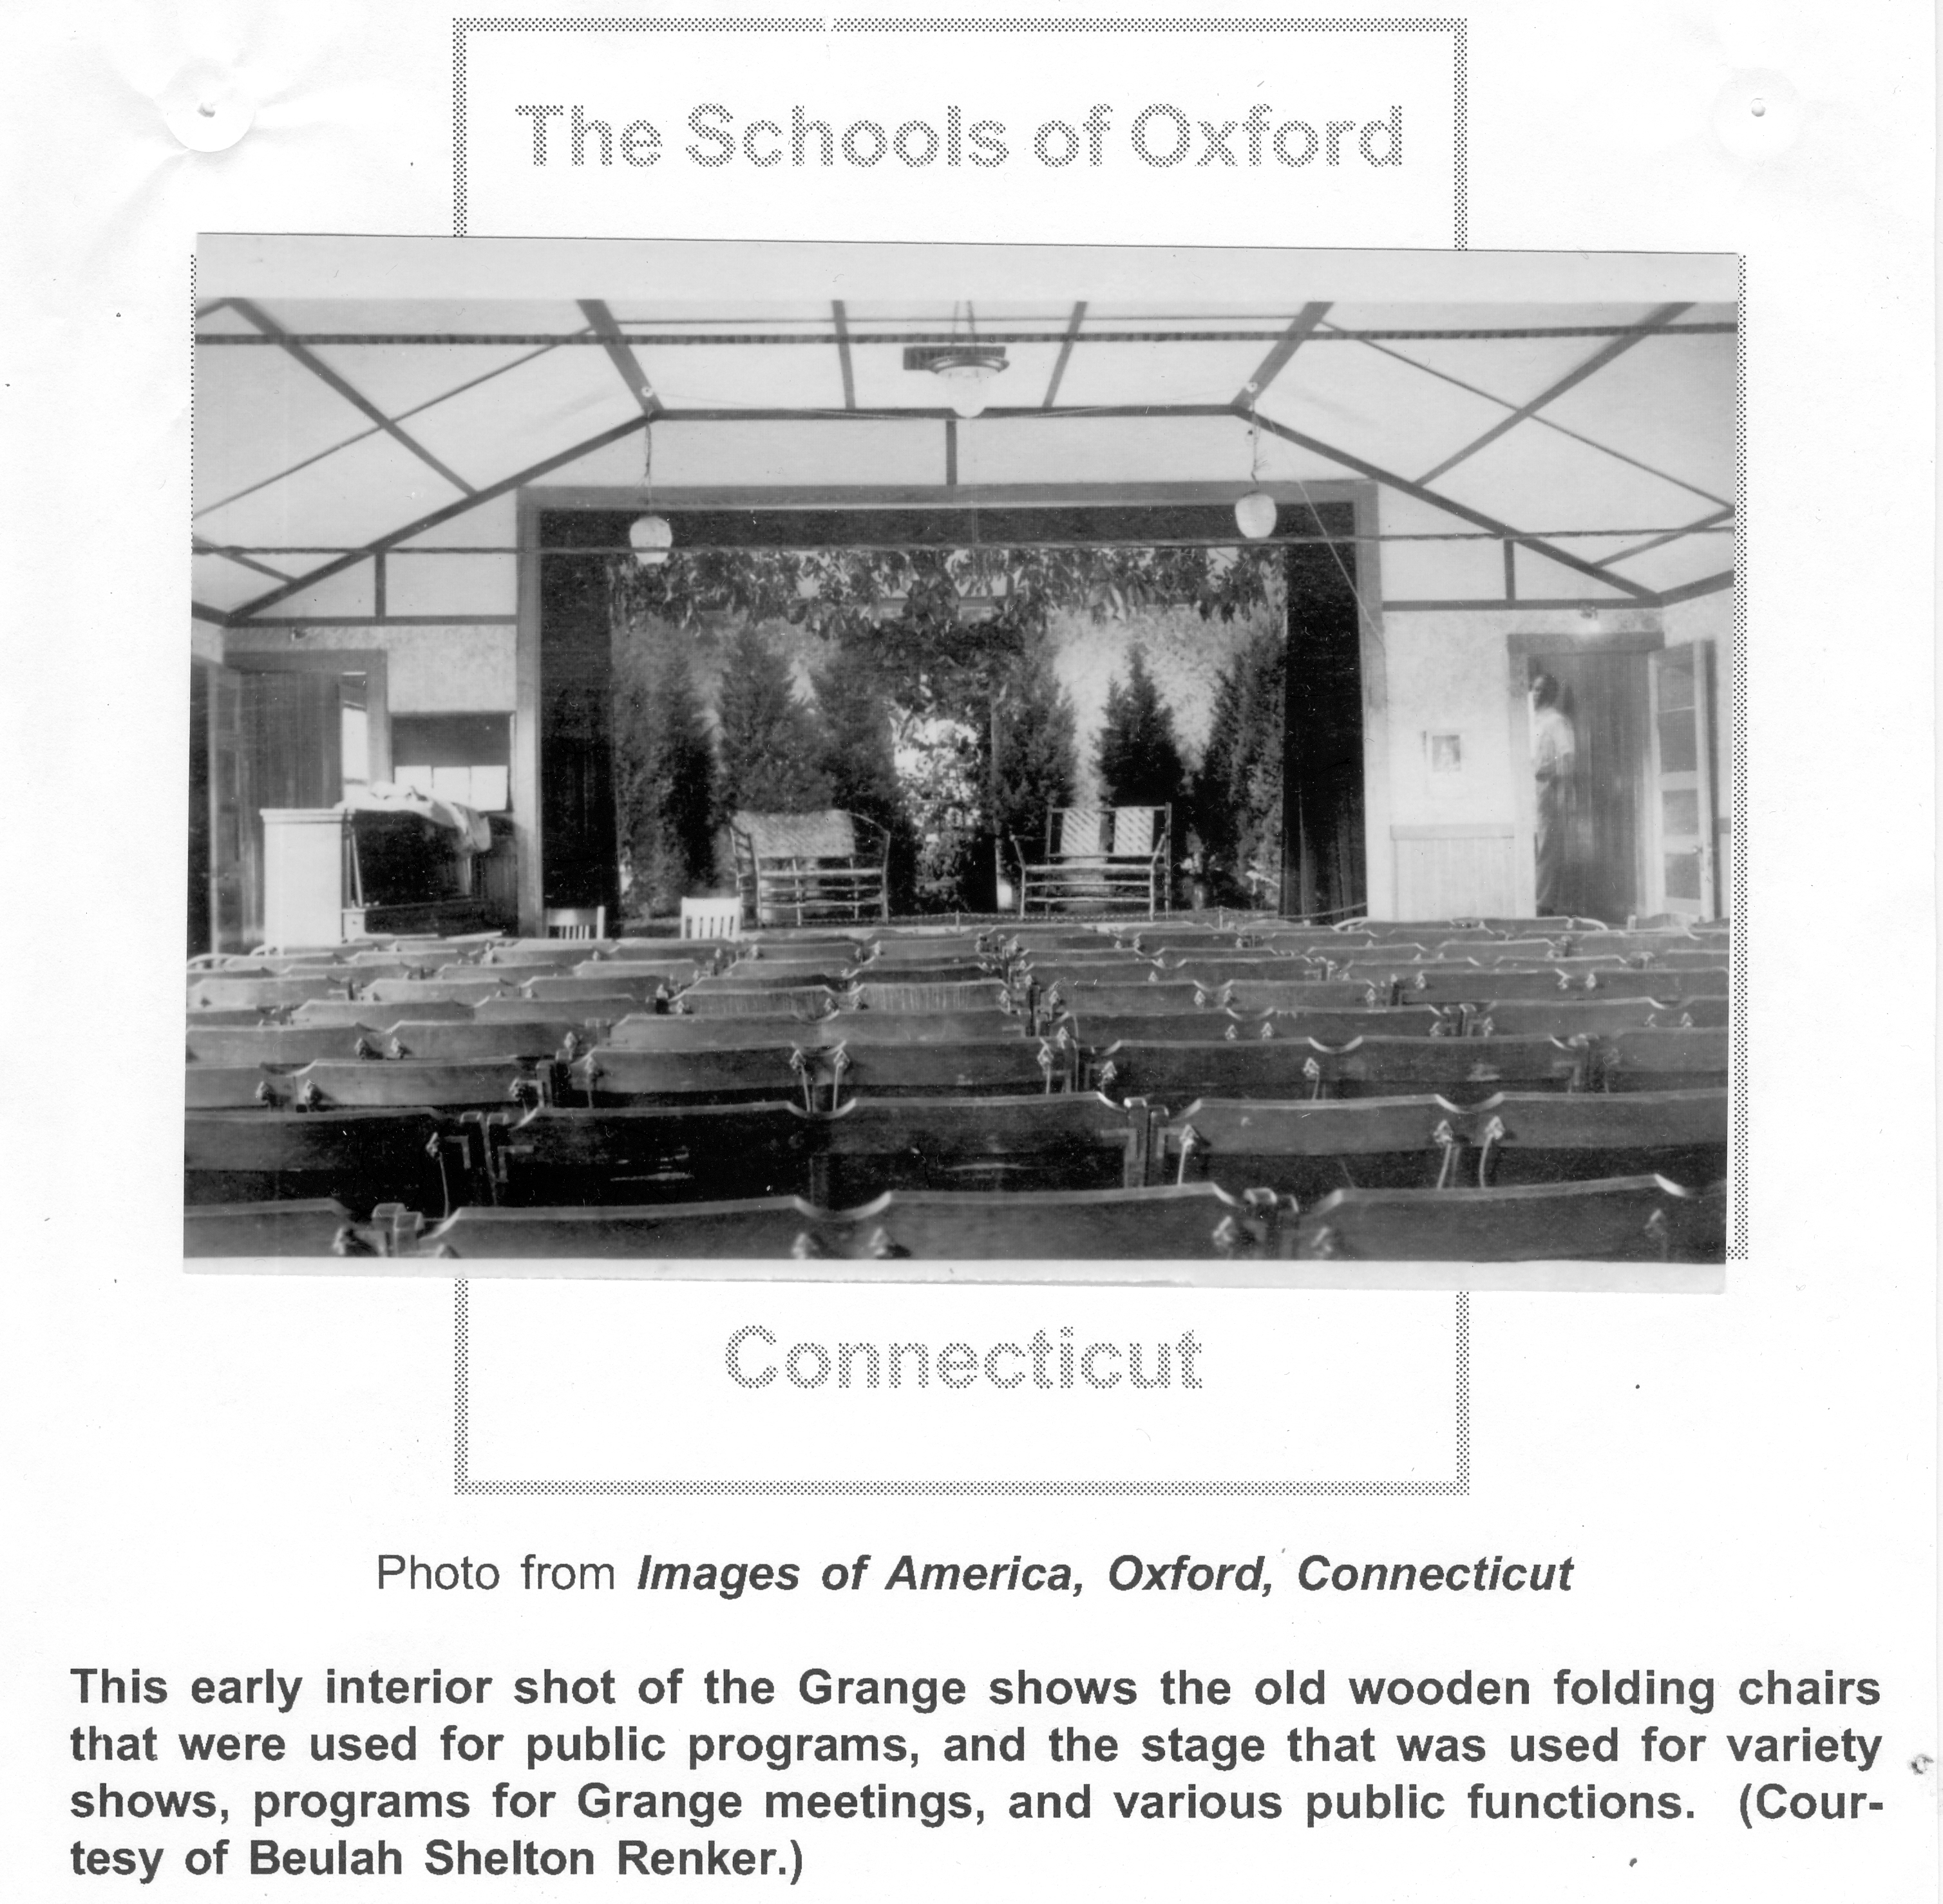 The Schools of Oxford
Connecticut
Photo from Images of America, Oxford, Connecticut
This early interior shot of the Grange shows the old wooden folding chairs
that were used for public programs, and the stage that was used for variety
shows, programs for Grange meetings, and various public functions. (Cour-
tesy of Beulah Shelton Renker.)